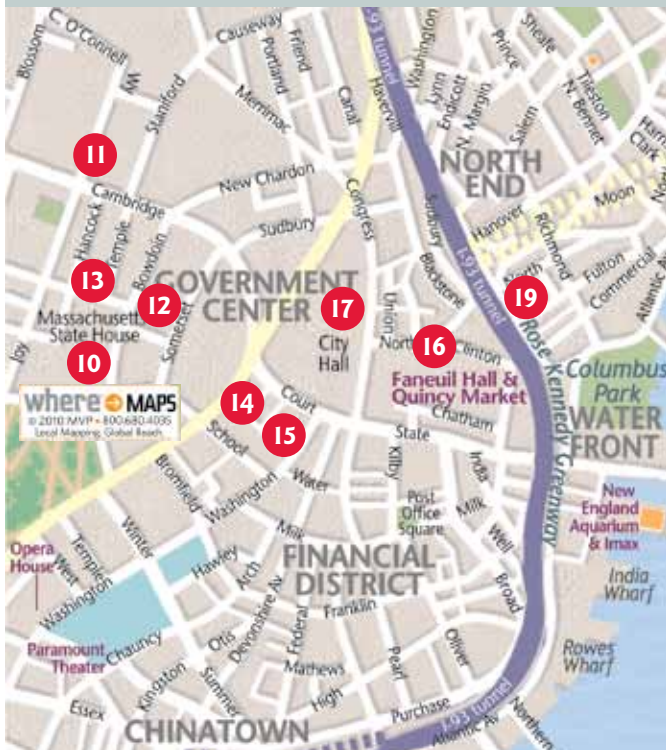 C. O'Connell
Wy
Blossom
Staniford
Causeway
Portland
Friend
Merrimac
Canal
Haverhill
I-93 tunnel
Washington
Lynn
Endicott
N. Margin
Prince
Sheafe
Salem
Tileston
N. Bennet
Clark
NORTH
END
Hanover
Moon
Richmond
North
Fulton
Commercial
Atlantic Av
11
Cambridge
New Chardon
Sudbury
Congress
Sudbury
Blackstone
I-93 tunnel
Hancock
Temple
Bowdoin
Somerset
13
12
GOVERNMENT
CENTER
17
City
Hall
Union
North
16
Clinton
19
Rose Kennedy Greenway
Massachusetts
State House
Joy
10
Faneuil Hall &
Quincy Market
Columbus
Park
WATER
FRONT
where MAPS
© 2010 MVP • 800.680.4035
Local Mapping, Global Reach
14
15
Court
State
Chatham
School
Kilby
India
Bromfield
Washington
Water
Milk
Post
Office
Square
Milk
Well
Broad
New
England
Aquarium
& Imax
India
Wharf
Rowes
Wharf
Opera
House
Temple
West
Winter
Washington
Hawley
Arch
Devonshire
FINANCIAL
DISTRICT
Franklin
Federal
Paramount
Theater
Chauncy
Otis
Summer
Kingston
Mathews
High
Pearl
Oliver
Purchase
Essex
CHINATOWN
I-93 tunnel
Atlantic Av
Northern